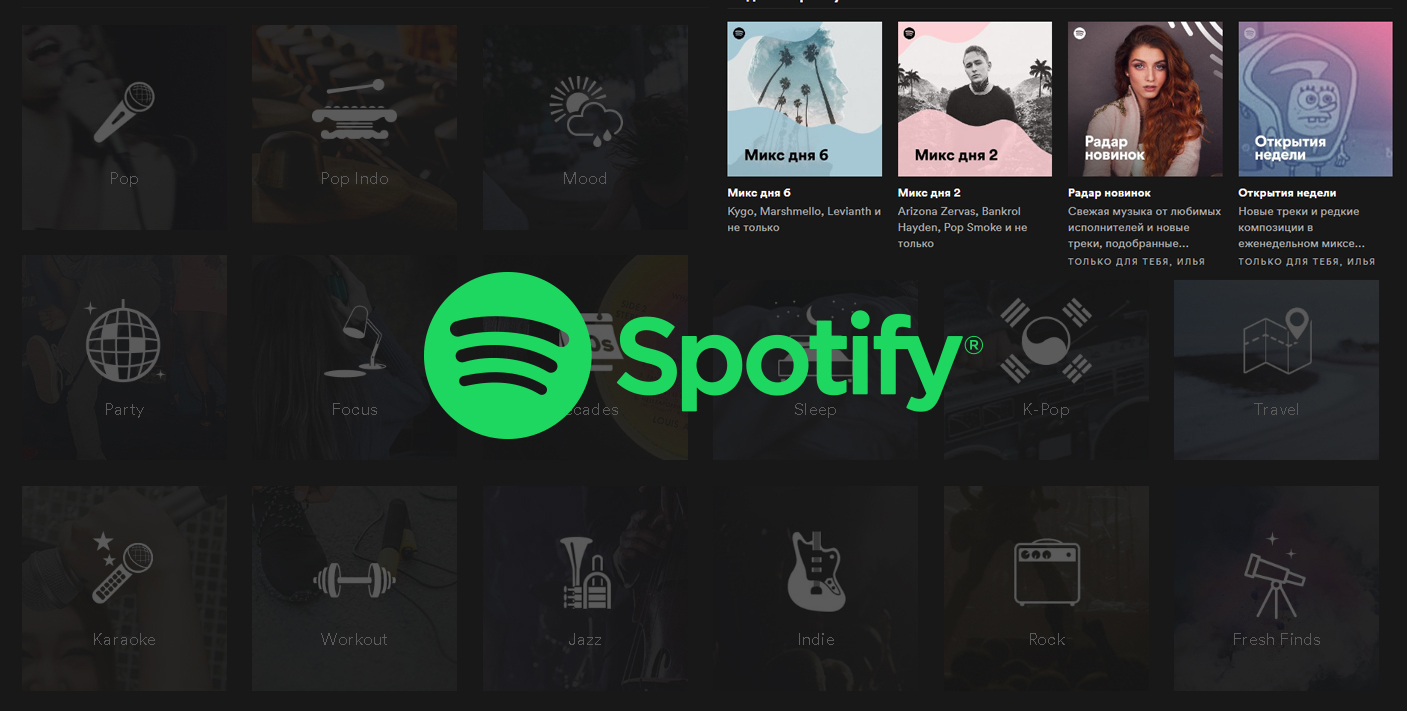 Pop
Pop Indo
Mood
Микс дня 6
Микс дня 2
Радар
новинок
Открытия
недели
Микс дня 6
Kygo, Marshmello, Levianth и
не только
Микс дня 2
Arizona Zervas, Bankrol
Hayden, Pop Smoke и не
только
Радар новинок
Свежая музыка от любимых
исполнителей и новые
треки, подобранные...
ТОЛЬКО ДЛЯ ТЕБЯ, ИЛЬЯ
Открытия недели
Новые треки и редкие
композиции в
еженедельном миксе...
ТОЛЬКО ДЛЯ ТЕБЯ, ИЛЬЯ
Spotify®
Party
Focus
ecades
Sleep
K-Pop
Travel
Karaoke
Workout
Jazz
Indie
Rock
Fresh Finds